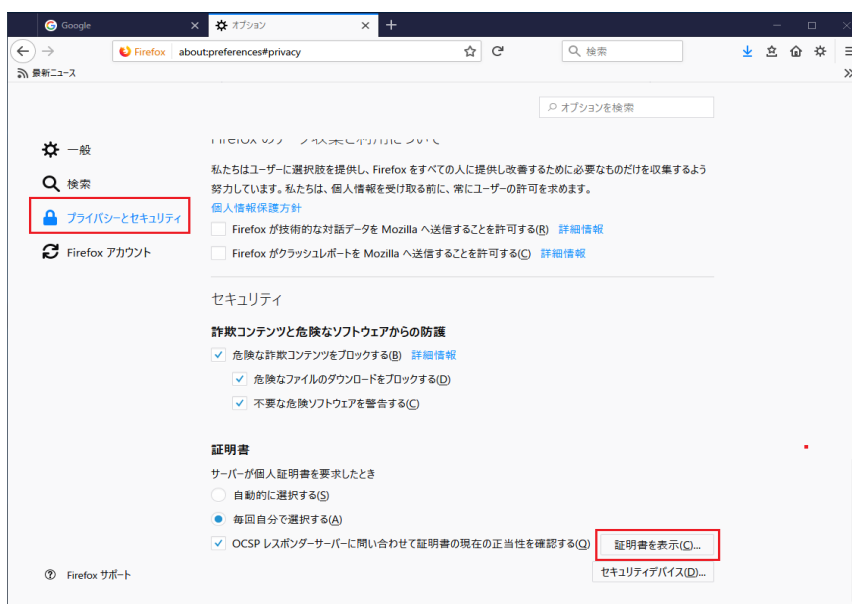 Google
オプション
Firefox about:preferences#privacy
検索
最新ニュース
オプションを検索
Firefox のデータ収集と利用について
一般
私たちはユーザーに選択肢を提供し、Firefox をすべての人に提供し改善するために必要なものだけを収集するよう
検索
努力しています。私たちは、個人情報を受け取る前に、常にユーザーの許可を求めます。
個人情報保護方針
プライバシーとセキュリティ
Firefox が技術的な対話データを Mozilla へ送信することを許可する(R) 詳細情報
Firefox アカウント
Firefox がクラッシュレポートを Mozilla へ送信することを許可する(C) 詳細情報
セキュリティ
詐欺コンテンツと危険なソフトウェアからの防護
危険な詐欺コンテンツをブロックする(B) 詳細情報
危険なファイルのダウンロードをブロックする(D)
不要な危険ソフトウェアを警告する(C)
証明書
サーバーが個人証明書を要求したとき
自動的に選択する(S)
毎回自分で選択する(A)
OCSP レスポンダーサーバーに問い合わせて証明書の現在の正当性を確認する(Q) 証明書を表示(C)...
Firefox サポート
セキュリティデバイス(D)...